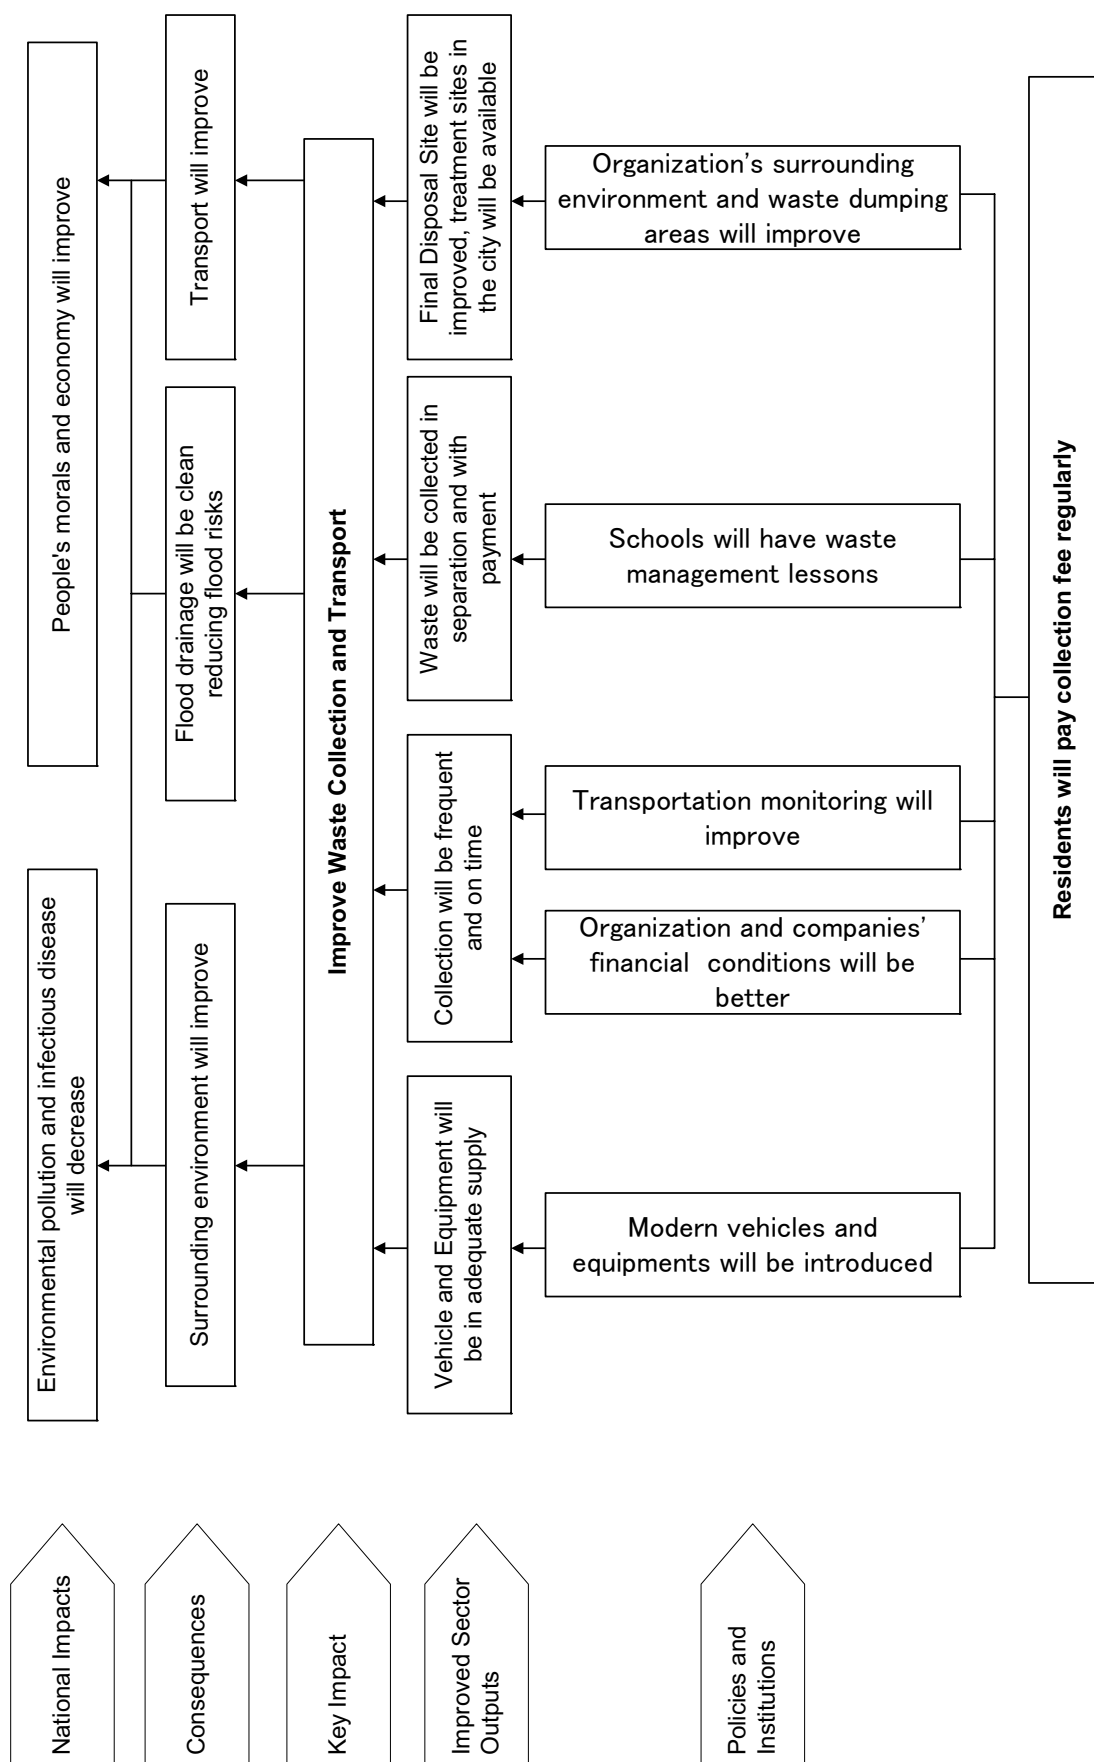 National Impacts
Environmental pollution and infectious disease
will decrease
People's morals and economy will improve
Consequences
Surrounding environment will improve
Flood drainage will be clean
reducing flood risks
Transport will improve
Key Impact
Improve Waste Collection and Transport
Improved Sector
Outputs
Vehicle and Equipment will
be in adequate supply
Collection will be frequent
and on time
Waste will be collected in
separation and with
payment
Final Disposal Site will be
improved, treatment sites in
the city will be available
Policies and
Institutions
Modern vehicles and
equipments will be introduced
Organization and companies’
financial conditions will be
better
Transportation monitoring will
improve
Schools will have waste
management lessons
Organization’s surrounding
environment and waste dumping
areas will improve
Residents will pay collection fee regularly